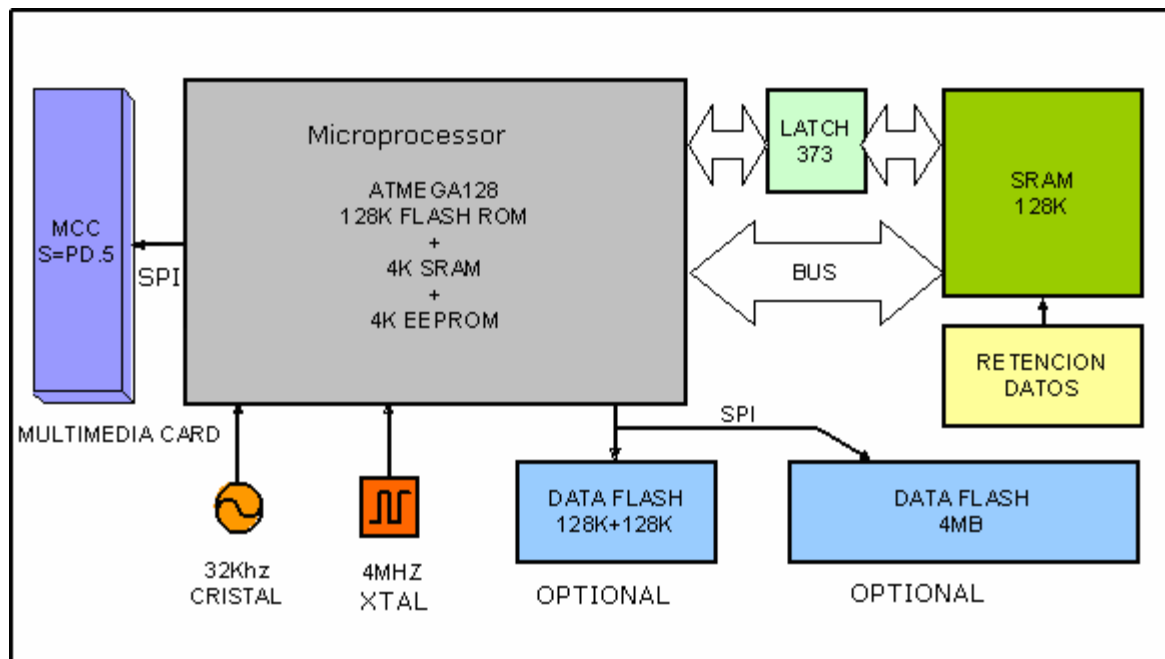 Microprocessor
ATMEGA128
128K FLASH ROM
+
4K SRAM
+
4K EEPROM
MCC
S=PD.5
SPI
MULTIMEDIA CARD
LATCH
373
SRAM
128K
BUS
RETENCION
DATOS
SPI
32Khz
CRISTAL
4MHZ
XTAL
DATA FLASH
128K+128K
OPTIONAL
DATA FLASH
4MB
OPTIONAL